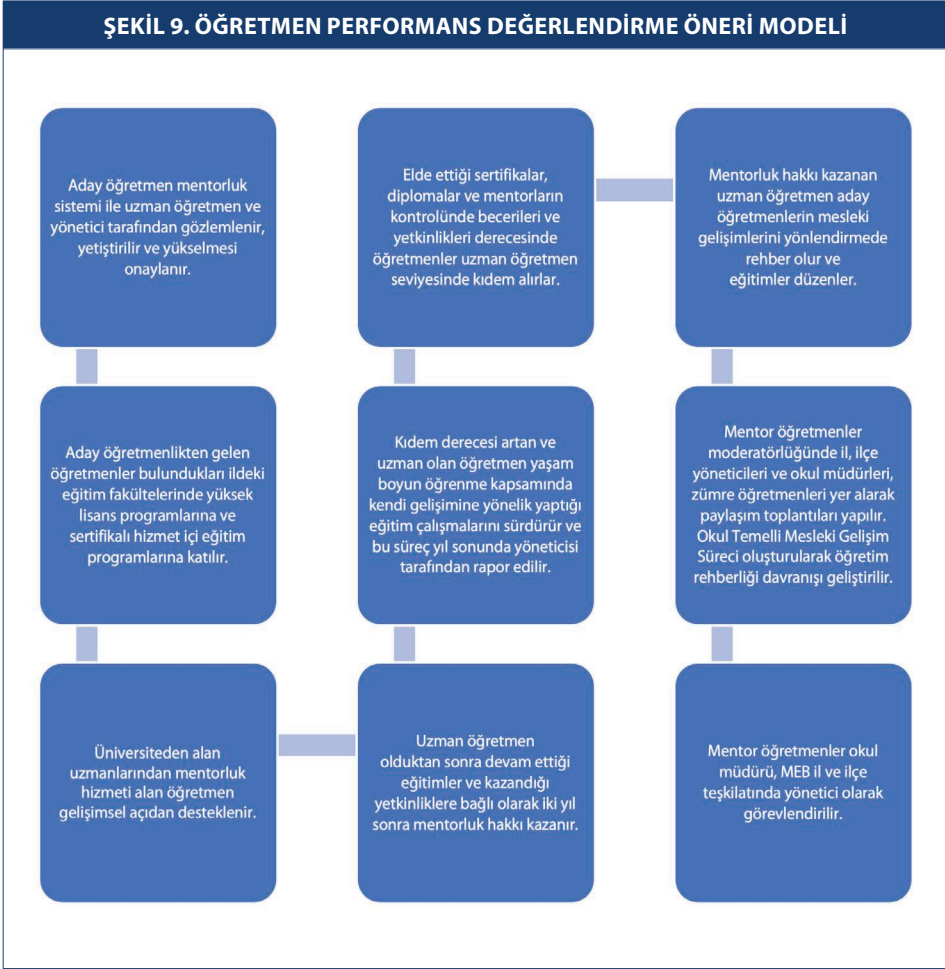 ŞEKİL 9. ÖĞRETMEN PERFORMANS DEĞERLENDİRME ÖNERİ MODELİ
Aday öğretmen mentorluk
sistemi ile uzman öğretmen ve
yönetici tarafından gözlemlenir,
yetiştirilir ve yükselmesi
onaylanır.
Aday öğretmenlikten gelen
öğretmenler bulundukları ildeki
eğitim fakültelerinde yüksek
lisans programlarına ve
sertifikalı hizmet içi eğitim
programlarına katılır.
Üniversiteden alan
uzmanlarından mentorluk
hizmeti alan öğretmen
gelişimsel açıdan desteklenir.
Uzman öğretmen
olduktan sonra devam ettiği
eğitimler ve kazandığı
yetkinliklere bağlı olarak iki yıl
sonra mentorluk hakkı kazanır.
Kıdem derecesi artan ve
uzman olan öğretmen yaşam
boyun öğrenme kapsamında
kendi gelişimine yönelik yaptığı
eğitim çalışmalarını sürdürür ve
bu süreç yıl sonunda yöneticisi
tarafından rapor edilir.
Elde ettiği sertifikalar,
diplomalar ve mentorların
kontrolünde becerileri ve
yetkinlikleri derecesinde
öğretmenler uzman öğretmen
seviyesinde kıdem alırlar.
Mentorluk hakkı kazanan
uzman öğretmen aday
öğretmenlerin mesleki
gelişimlerini yönlendirmede
rehber olur ve
eğitimler düzenler.
Mentor öğretmenler
moderatörlüğünde il, ilçe
yöneticileri ve okul müdürleri,
zümre öğretmenleri yer alarak
paylaşım toplantıları yapılır.
Okul Temelli Mesleki Gelişim
Süreci oluşturularak öğretim
rehberliği davranışı geliştirilir.
Mentor öğretmenler okul
müdürü, MEB il ve ilçe
teşkilatında yönetici olarak
görevlendirilir.